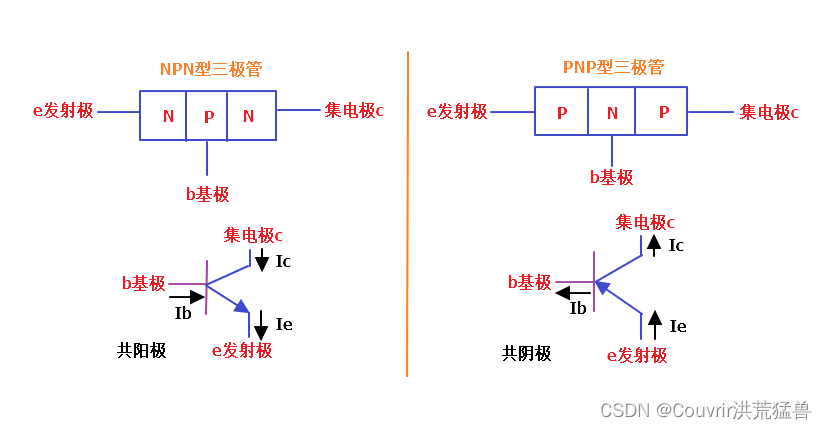 NPN型三极管
e发射极
N P N
集电极c
b基极
集电极c
Ic
b基极
Ib
Ie
共阳极
e发射极
PNP型三极管
e发射极
P N P
集电极c
b基极
集电极c
Ic
b基极
Ib
Ie
共阴极
e发射极
CSDN @Couvrir洪荒猛兽